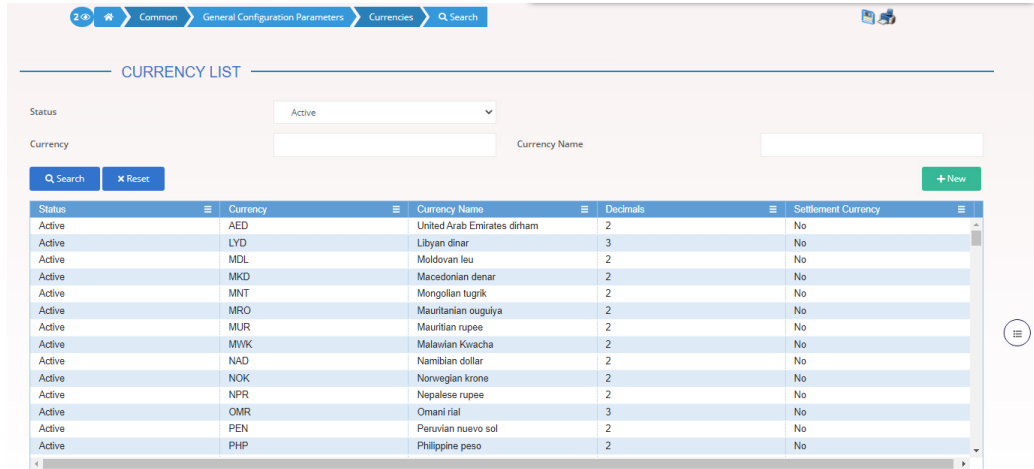 2 Common General Configuration Parameters Currencies Search
CURRENCY LIST
Status Active
Currency Currency Name
Search Reset New
Status Currency Currency Name Decimals Settlement Currency
Active AED United Arab Emirates dirham 2 No
Active LYD Libyan dinar 3 No
Active MDL Moldovan leu 2 No
Active MKD Macedonian denar 2 No
Active MNT Mongolian tugrik 2 No
Active MRO Mauritanian ouguiya 2 No
Active MUR Mauritian rupee 2 No
Active MWK Malawian Kwacha 2 No
Active NAD Namibian dollar 2 No
Active NOK Norwegian krone 2 No
Active NPR Nepalese rupee 2 No
Active OMR Omani rial 3 No
Active PEN Peruvian nuevo sol 2 No
Active PHP Philippine peso 2 No